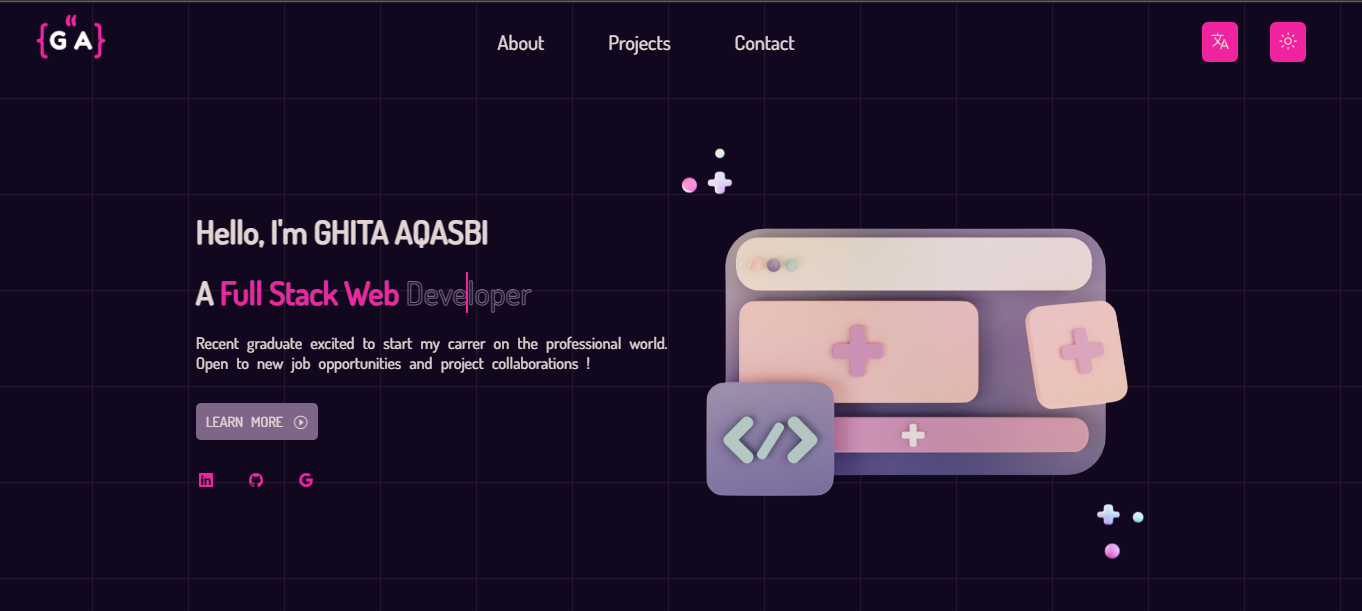 {G A}
About Projects Contact
Hello, I'm GHITA AQASBI
A Full Stack Web Developer
Recent graduate excited to start my carrer on the professional world.
Open to new job opportunities and project collaborations !
LEARN MORE